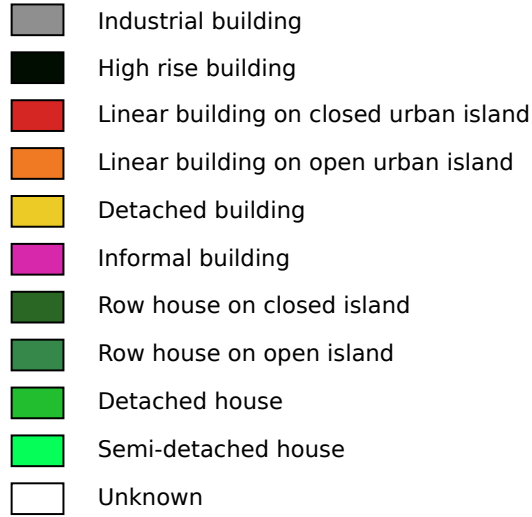 Industrial building
High rise building
Linear building on closed urban island
Linear building on open urban island
Detached building
Informal building
Row house on closed island
Row house on open island
Detached house
Semi-detached house
Unknown